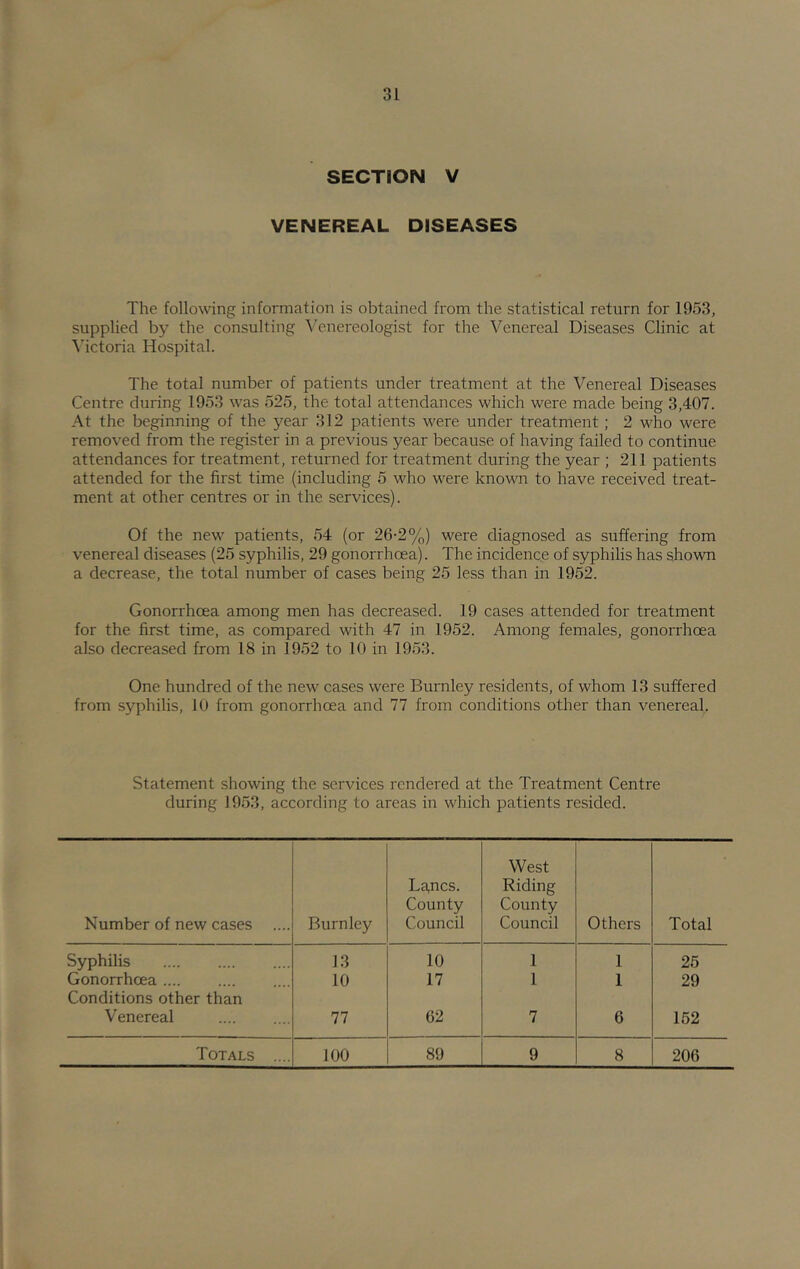 31
SECTION V
VENEREAL DISEASES
The following information is obtained from the statistical return for 1953,
supplied by the consulting Venereologist for the Venereal Diseases Clinic at
Victoria Hospital.
The total number of patients under treatment at the Venereal Diseases
Centre during 1953 was 525, the total attendances which were made being 3,407.
At the beginning of the year 312 patients were under treatment; 2 who were
removed from the register in a previous year because of having failed to continue
attendances for treatment, returned for treatment during the year; 211 patients
attended for the first time (including 5 who were known to have received treat-
ment at other centres or in the services).
Of the new patients, 54 (or 26·2%) were diagnosed as suffering from
venereal diseases (25 syphilis, 29 gonorrhœa). The incidence of syphilis has shown
a decrease, the total number of cases being 25 less than in 1952.
Gonorrhœa among men has decreased. 19 cases attended for treatment
for the first time, as compared with 47 in 1952. Among females, gonorrhœa
also decreased from 18 in 1952 to 10 in 1953.
One hundred of the new cases were Burnley residents, of whom 13 suffered
from syphilis, 10 from gonorrhœa and 77 from conditions other than venereal.
Statement showing the services rendered at the Treatment Centre
during 1953, according to areas in which patients resided.
Number of new cases .... Burnley Lancs. County Council West Riding County Council Others Total
Syphilis .... .... .... 13 10 1 1 25
Gonorrhœa .... .... .... 10 17 1 1 29
Conditions other than
Venereal .... .... 77 62 7 6 152
TOTALS .... 100 89 9 8 206